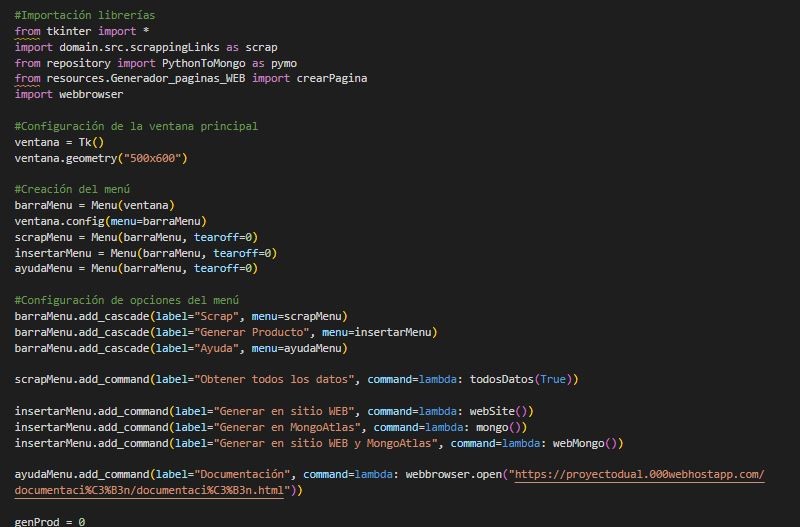 #Importación librerías
from tkinter import *
import domain.src.scrappingLinks as scrap
from repository import PythonToMongo as pymo
from resources.Generador_paginas_WEB import crearPagina
import webbrowser
#Configuración de la ventana principal
ventana = Tk()
ventana.geometry("500x600")
#Creación del menú
barraMenu = Menu(ventana)
ventana.config(menu=barraMenu)
scrapMenu = Menu(barraMenu, tearoff=0)
insertarMenu = Menu(barraMenu, tearoff=0)
ayudaMenu = Menu(barraMenu, tearoff=0)
#Configuración de opciones del menú
barraMenu.add_cascade(label="Scrap", menu=scrapMenu)
barraMenu.add_cascade(label="Generar Producto", menu=insertarMenu)
barraMenu.add_cascade(label="Ayuda", menu=ayudaMenu)
scrapMenu.add_command(label="Obtener todos los datos", command=lambda: todosDatos(True))
insertarMenu.add_command(label="Generar en sitio WEB", command=lambda: webSite())
insertarMenu.add_command(label="Generar en MongoAtlas", command=lambda: mongo())
insertarMenu.add_command(label="Generar en sitio WEB y MongoAtlas", command=lambda: webMongo())
ayudaMenu.add_command(label="Documentación", command=lambda: webbrowser.open("https://proyectodual.000webhostapp.com/
documentaci%C3%B3n/documentaci%C3%B3n.html"))
genProd = 0